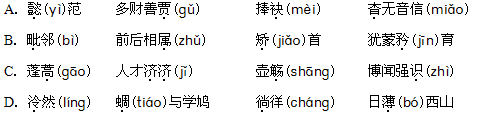 A. 懿(yì)范 多财善贾(gǔ) 捧袂(mèi) 杳无音信(miǎo)
B. 毗邻(bì) 前后相属(zhǔ) 矫(jiǎo)首 犹蒙矜(jīn)育
C. 蓬蒿(gāo) 人才济济(jǐ) 壶觞(shāng) 博闻强识(zhì)
D. 泠然(líng) 蜩(tiáo)与学鸠 徜徉(cháng) 日薄(bó)西山